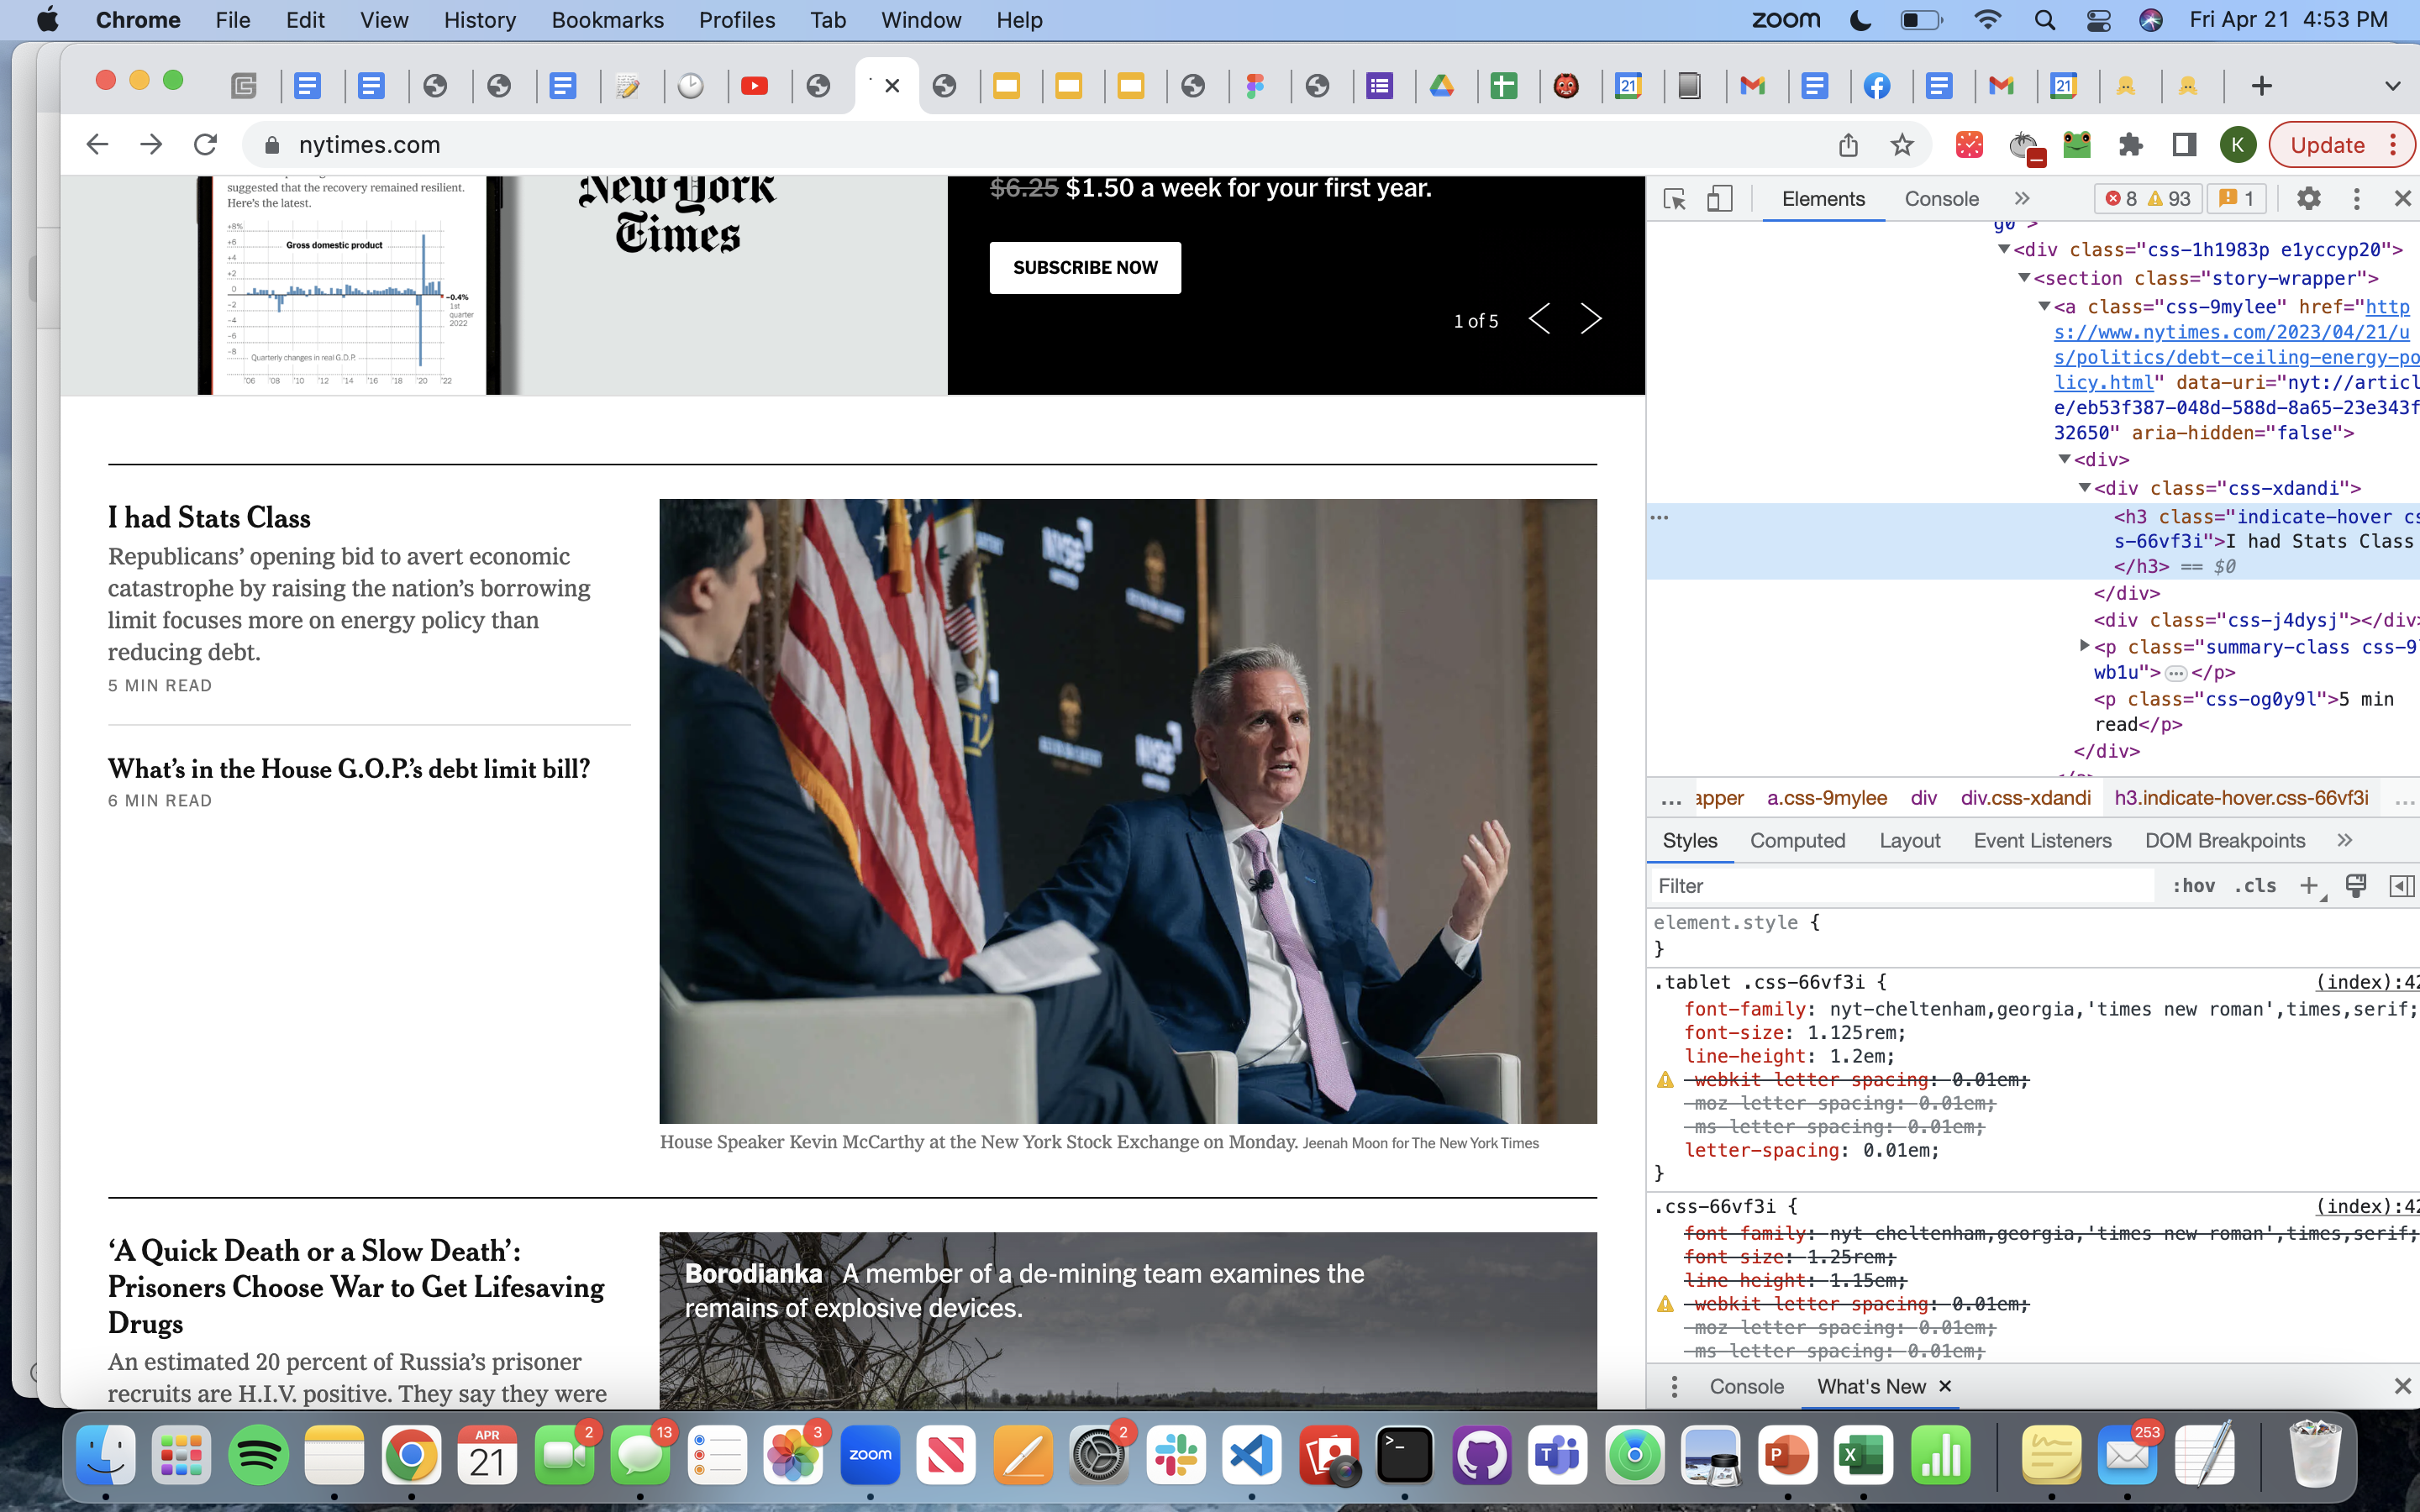 Chrome File Edit View History Bookmarks Profiles Tab Window Help
zoom Fri Apr 21 4:53 PM
21 21
nytimes.com
K Update
suggested that the recovery remained resilient.
Here's the latest.
+8%
Gross domestic product
+6
+4
+2
0
−2
−4
−6
−8
−0.4%
1st
quarter
2022
Quarterly changes in real G.D.P.
'06 '08 '10 '12 '14 '16 '18 '20 '22
New York
Times
$6.25 $1.50 a week for your first year.
SUBSCRIBE NOW
1 of 5
I had Stats Class
Republicans’ opening bid to avert economic
catastrophe by raising the nation’s borrowing
limit focuses more on energy policy than
reducing debt.
5 MIN READ
What’s in the House G.O.P.’s debt limit bill?
6 MIN READ
NYSE
NYSE
House Speaker Kevin McCarthy at the New York Stock Exchange on Monday. Jeenah Moon for The New York Times
‘A Quick Death or a Slow Death’:
Prisoners Choose War to Get Lifesaving
Drugs
An estimated 20 percent of Russia’s prisoner
recruits are H.I.V. positive. They say they were
Borodianka A member of a de-mining team examines the
remains of explosive devices.
Elements Console 8 93 1
g0">
<div class="css-1h1983p e1yccyp20">
<section class="story-wrapper">
<a class="css-9mylee" href="http
s://www.nytimes.com/2023/04/21/u
s/politics/debt-ceiling-energy-po
licy.html" data-uri="nyt://articl
e/eb53f387-048d-588d-8a65-23e343f
32650" aria-hidden="false">
<div>
<div class="css-xdandi">
<h3 class="indicate-hover cs
s-66vf3i">I had Stats Class
</h3> == $0
</div>
<div class="css-j4dysj"></div>
<p class="summary-class css-9
wb1u">…</p>
<p class="css-og0y9l">5 min
read</p>
</div>
... apper a.css-9mylee div div.css-xdandi h3.indicate-hover.css-66vf3i ...
Styles Computed Layout Event Listeners DOM Breakpoints
Filter :hov .cls
element.style {
}
.tablet .css-66vf3i { (index):42
font-family: nyt-cheltenham,georgia,'times new roman',times,serif;
font-size: 1.125rem;
line-height: 1.2em;
-webkit-letter-spacing: 0.01em;
-moz-letter-spacing: 0.01em;
-ms-letter-spacing: 0.01em;
letter-spacing: 0.01em;
}
.css-66vf3i { (index):42
font-family: nyt-cheltenham,georgia,'times new roman',times,serif;
font-size: 1.25rem;
line-height: 1.15em;
-webkit-letter-spacing: 0.01em;
-moz-letter-spacing: 0.01em;
-ms-letter-spacing: 0.01em;
Console What's New
APR
21
2 13 3 zoom 2 T P X 253